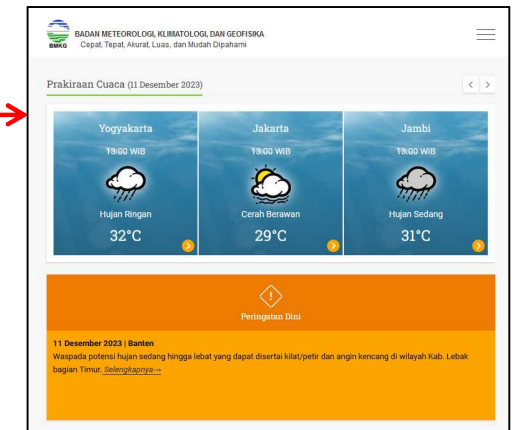 BMKG
BADAN METEOROLOGI, KLIMATOLOGI, DAN GEOFISIKA
Cepat, Tepat, Akurat, Luas, dan Mudah Dipahami
Prakiraan Cuaca (11 Desember 2023)
Yogyakarta
13:00 WIB
Hujan Ringan
32°C
Jakarta
13:00 WIB
Cerah Berawan
29°C
Jambi
13:00 WIB
Hujan Sedang
31°C
Peringatan Dini
11 Desember 2023 | Banten
Waspada potensi hujan sedang hingga lebat yang dapat disertai kilat/petir dan angin kencang di wilayah Kab. Lebak
bagian Timur. Selengkapnya→